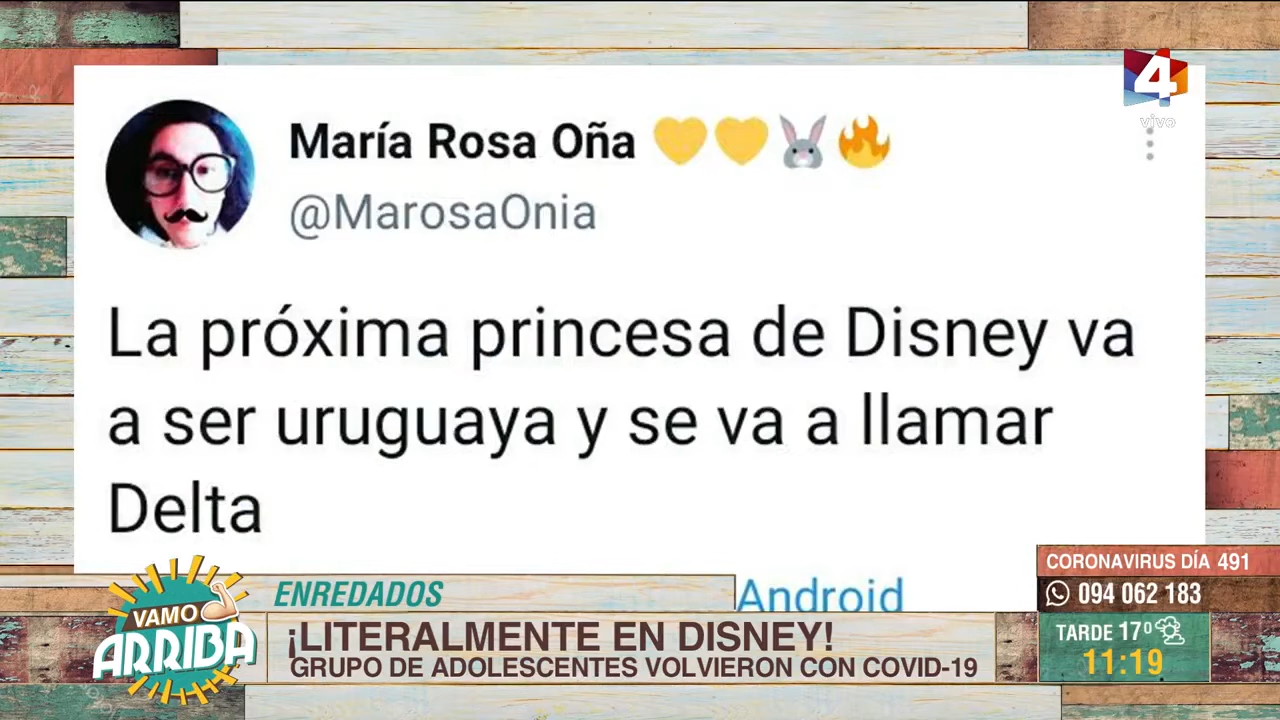 María Rosa Oña 💛💛🐰🔥
@MarosaOnia
4
vivo
La próxima princesa de Disney va
a ser uruguaya y se va a llamar
Delta
Android
VAMO
ARRIBA
ENREDADOS
¡LITERALMENTE EN DISNEY!
GRUPO DE ADOLESCENTES VOLVIERON CON COVID-19
CORONAVIRUS DÍA 491
094 062 183
TARDE 17º
11:19